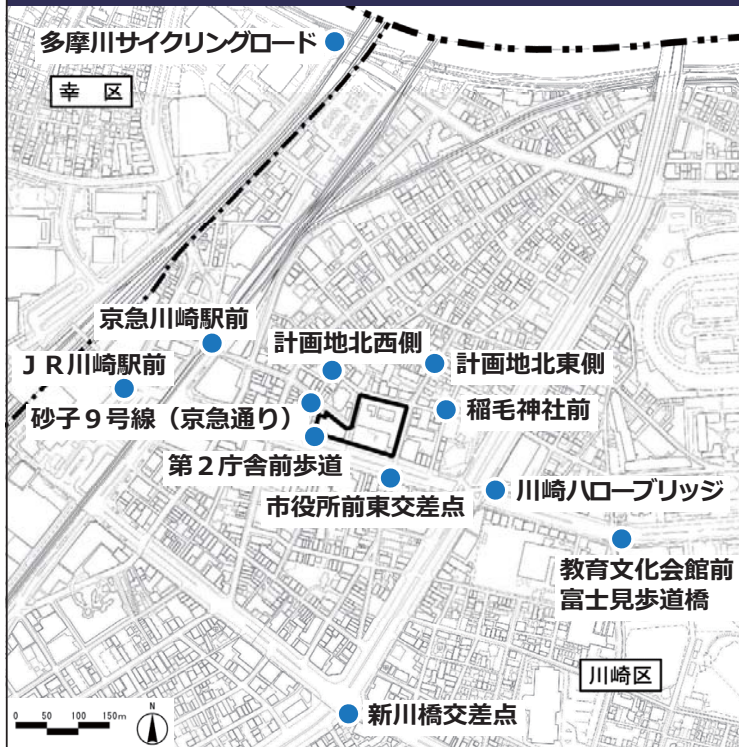 多摩川サイクリングロード
幸 区
京急川崎駅前
計画地北西側
ＪＲ川崎駅前
計画地北東側
砂子９号線（京急通り）
稲毛神社前
第２庁舎前歩道
市役所前東交差点
川崎ハローブリッジ
教育文化会館前
富士見歩道橋
川崎区
新川橋交差点
0 50 100 150m
N